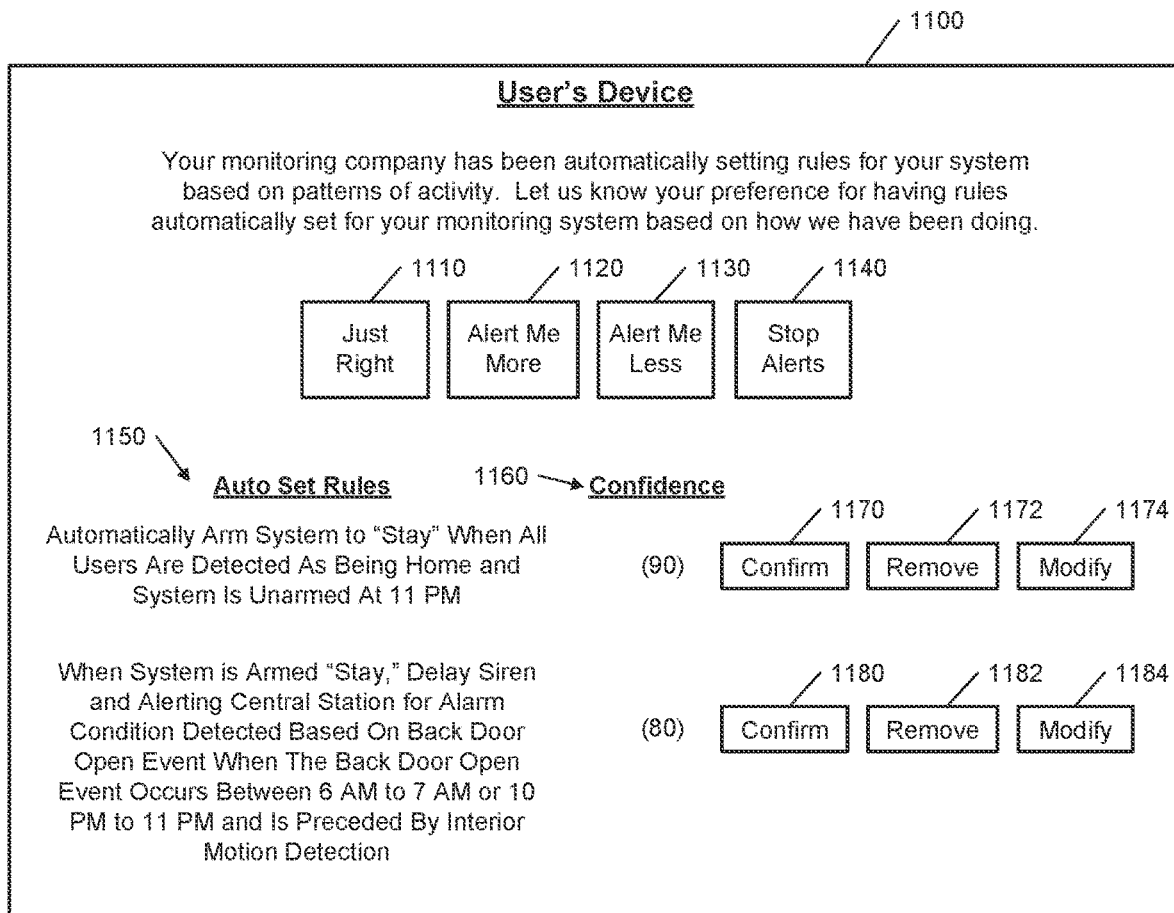 1100
User's Device
Your monitoring company has been automatically setting rules for your system
based on patterns of activity.  Let us know your preference for having rules
automatically set for your monitoring system based on how we have been doing.
1110 1120 1130 1140
Just Right
Alert Me More
Alert Me Less
Stop Alerts
1150
Auto Set Rules
1160
Confidence
Automatically Arm System to “Stay” When All
Users Are Detected As Being Home and
System Is Unarmed At 11 PM
(90)
1170 1172 1174
Confirm Remove Modify
When System is Armed “Stay,” Delay Siren
and Alerting Central Station for Alarm
Condition Detected Based On Back Door
Open Event When The Back Door Open
Event Occurs Between 6 AM to 7 AM or 10
PM to 11 PM and Is Preceded By Interior
Motion Detection
(80)
1180 1182 1184
Confirm Remove Modify